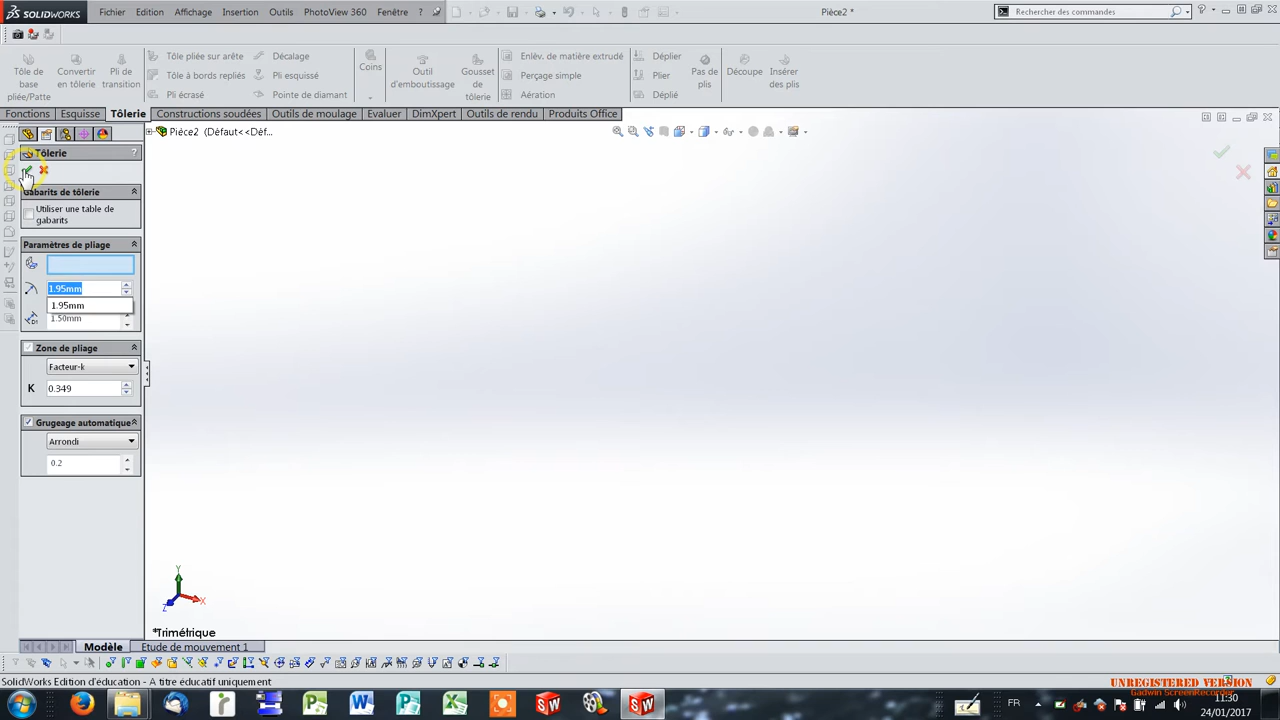 SOLIDWORKS
Fichier Edition Affichage Insertion Outils PhotoView 360 Fenêtre ?
Pièce2 *
Rechercher des commandes
Tôle de base pliée/Patte
Convertir en tôlerie
Pli de transition
Tôle pliée sur arête
Tôle à bords repliés
Pli écrasé
Décalage
Pli esquissé
Pointe de diamant
Coins
Outil d'emboutissage
Gousset de tôlerie
Enlèv. de matière extrudé
Perçage simple
Aération
Déplier
Plier
Déplié
Pas de plis
Découpe
Insérer des plis
Fonctions Esquisse Tôlerie Constructions soudées Outils de moulage Evaluer DimXpert Outils de rendu Produits Office
Pièce2 (Défaut<<Déf...
Tôlerie ?
Gabarits de tôlerie
Utiliser une table de
gabarits
Paramètres de pliage
1.95mm
1.95mm
1.50mm
Zone de pliage
Facteur-k
K 0.349
Grugeage automatique
Arrondi
0.2
Y
X
Z
*Trimétrique
Modèle Etude de mouvement 1
SolidWorks Edition d'éducation - A titre éducatif uniquement
UNREGISTERED VERSION
Gadwin ScreenRecorder
FR
11:30
24/01/2017